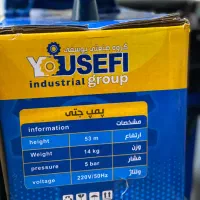 گروه صنعتی یوسفی
YOUSEFI
industrial group
پمپ جتی
information مشخصات
height 53 m ارتفاع
Weight 14 kg وزن
pressure 5 bar فشار
voltage 220V/50Hz ولتاژ